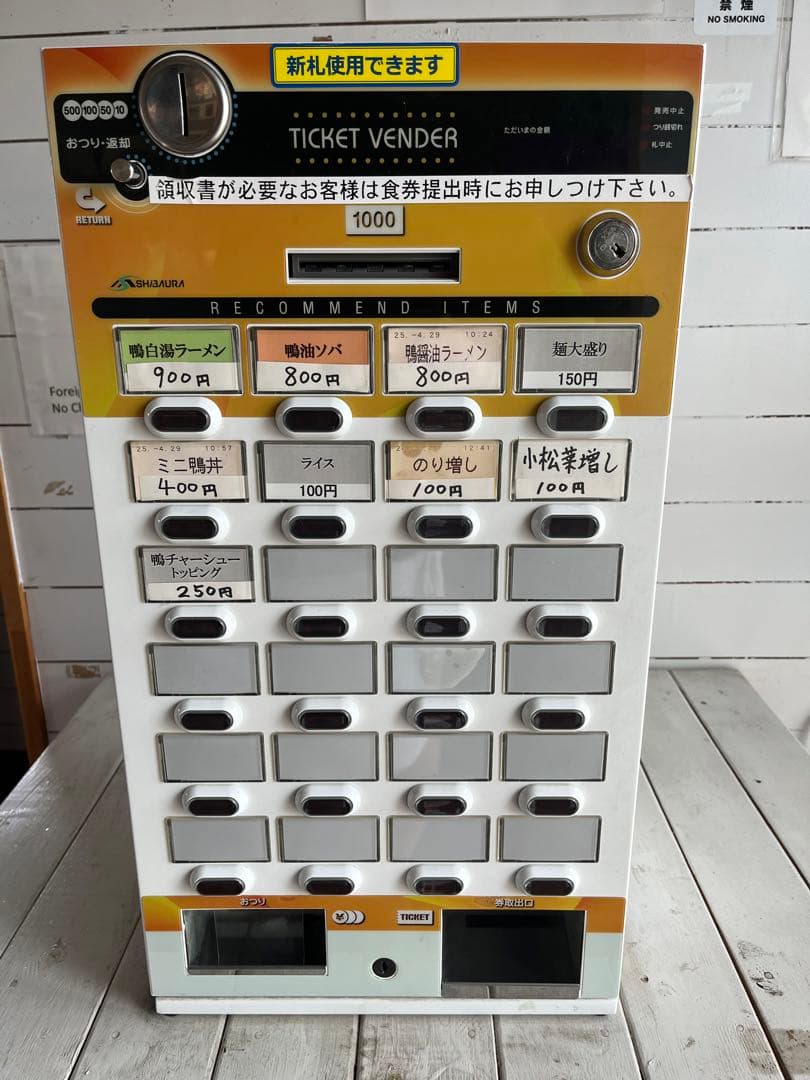 禁煙
NO SMOKING
新札使用できます
500 100 50 10
おつり・返却
TICKET VENDER
ただいまの金額
発売中止
つり銭切れ
札中止
領収書が必要なお客様は食券提出時にお申しつけ下さい。
RETURN
1000
SHIBAURA
RECOMMEND ITEMS
鴨白湯ラーメン
900円
鴨油ソバ
800円
25.-4.29 10:24
鴨醤油ラーメン
800円
麺大盛り
150円
Forei
No C
25.-4.29 10:57
ミニ鴨丼
400円
ライス
100円
12:41
のり増し
100円
小松菜増し
100円
鴨チャーシュー
トッピング
250円
おつり
¥
TICKET
券取出口